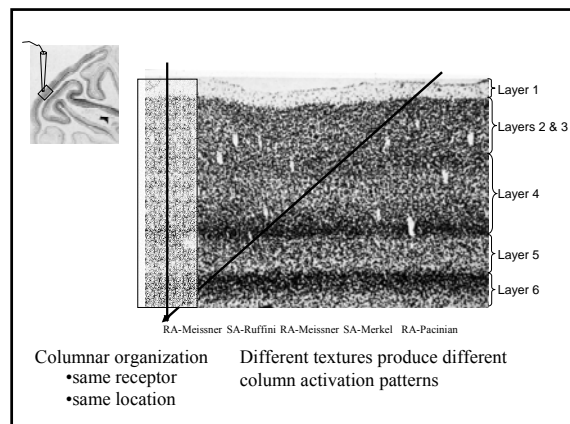 Layer 1
Layers 2 & 3
Layer 4
Layer 5
Layer 6
RA-Meissner SA-Ruffini RA-Meissner SA-Merkel RA-Pacinian
Columnar organization
•same receptor
•same location
Different textures produce different
column activation patterns